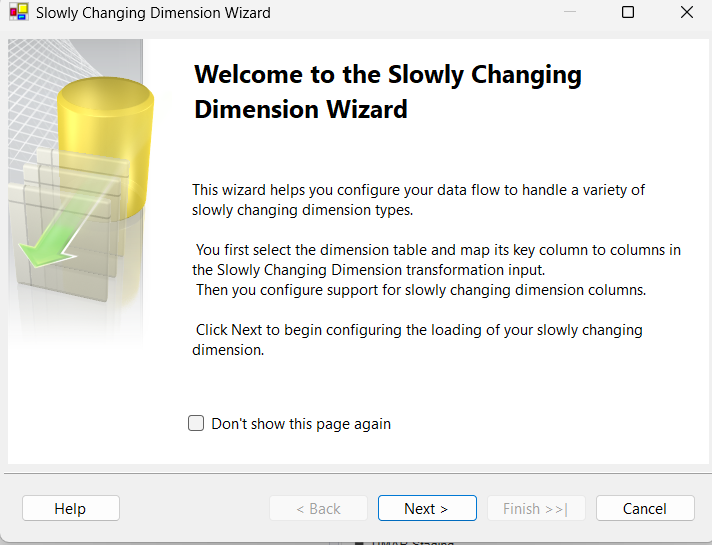 Slowly Changing Dimension Wizard
Welcome to the Slowly Changing
Dimension Wizard
This wizard helps you configure your data flow to handle a variety of
slowly changing dimension types.
You first select the dimension table and map its key column to columns in
the Slowly Changing Dimension transformation input.
Then you configure support for slowly changing dimension columns.
Click Next to begin configuring the loading of your slowly changing
dimension.
Don't show this page again
Help
< Back
Next >
Finish >>|
Cancel